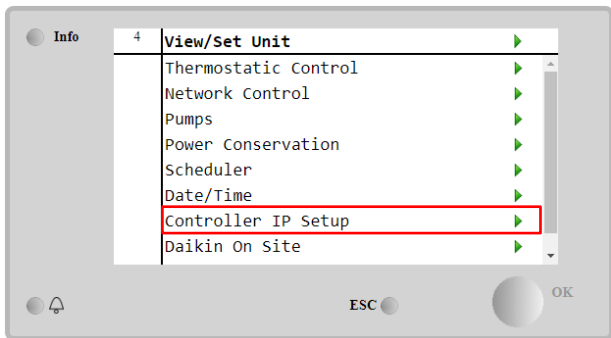 Info
4 View/Set Unit
Thermostatic Control
Network Control
Pumps
Power Conservation
Scheduler
Date/Time
Controller IP Setup
Daikin On Site
ESC
OK